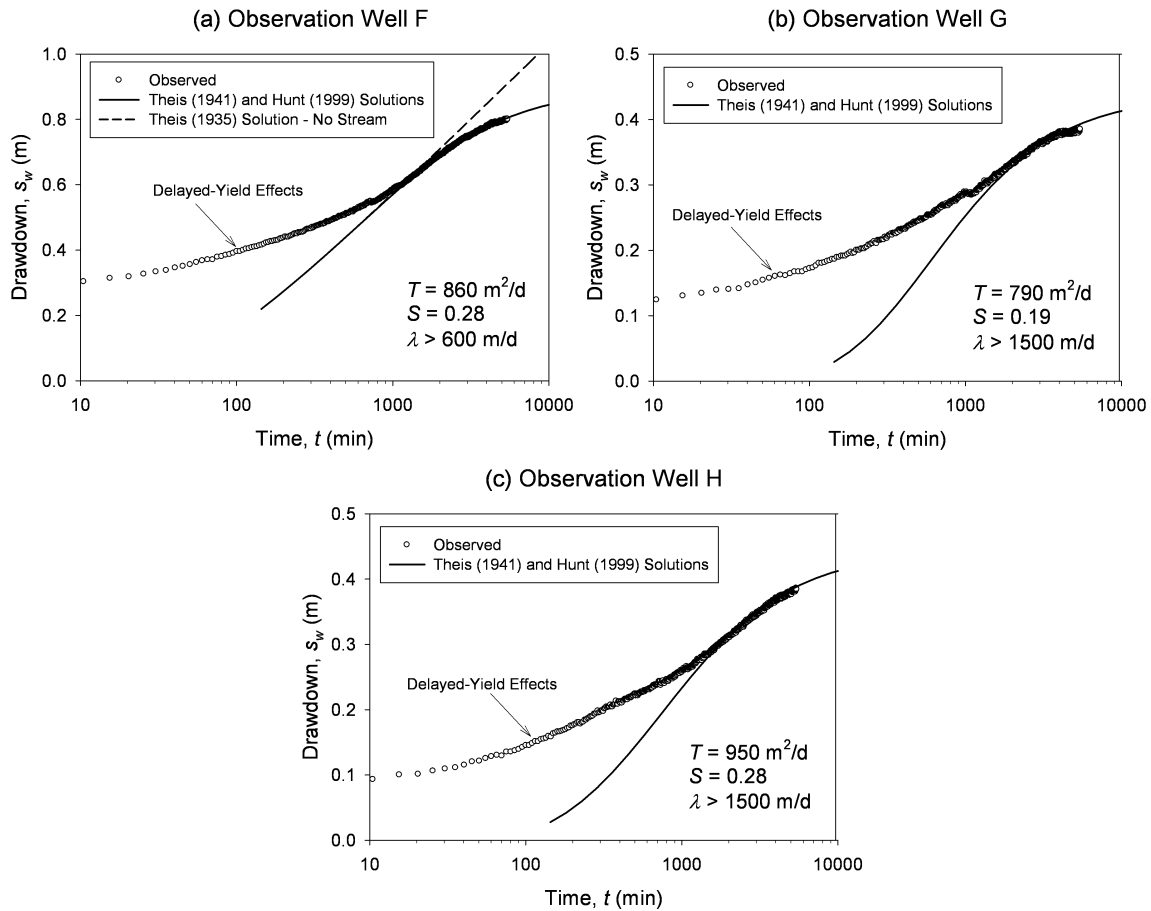 (a) Observation Well F
1.0
0.8
0.6
0.4
0.2
0.0
Drawdown, s_w (m)
Observed
Theis (1941) and Hunt (1999) Solutions
Theis (1935) Solution - No Stream
Delayed-Yield Effects
T = 860 m²/d
S = 0.28
λ > 600 m/d
10 100 1000 10000
Time, t (min)
(b) Observation Well G
0.5
0.4
0.3
0.2
0.1
0.0
Drawdown, s_w (m)
Observed
Theis (1941) and Hunt (1999) Solutions
Delayed-Yield Effects
T = 790 m²/d
S = 0.19
λ > 1500 m/d
10 100 1000 10000
Time, t (min)
(c) Observation Well H
0.5
0.4
0.3
0.2
0.1
0.0
Drawdown, s_w (m)
Observed
Theis (1941) and Hunt (1999) Solutions
Delayed-Yield Effects
T = 950 m²/d
S = 0.28
λ > 1500 m/d
10 100 1000 10000
Time, t (min)